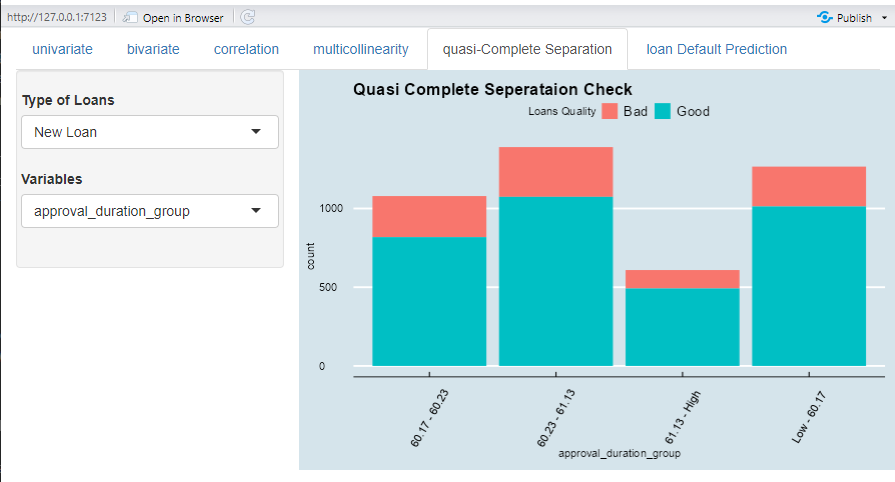 http://127.0.0.1:7123 Open in Browser Publish
univariate bivariate correlation multicollinearity quasi-Complete Separation loan Default Prediction
Type of Loans
New Loan
Variables
approval_duration_group
Quasi Complete Seperataion Check
Loans Quality Bad Good
count
1000
500
0
60.17 - 60.23
60.23 - 61.13
61.13 - High
Low - 60.17
approval_duration_group